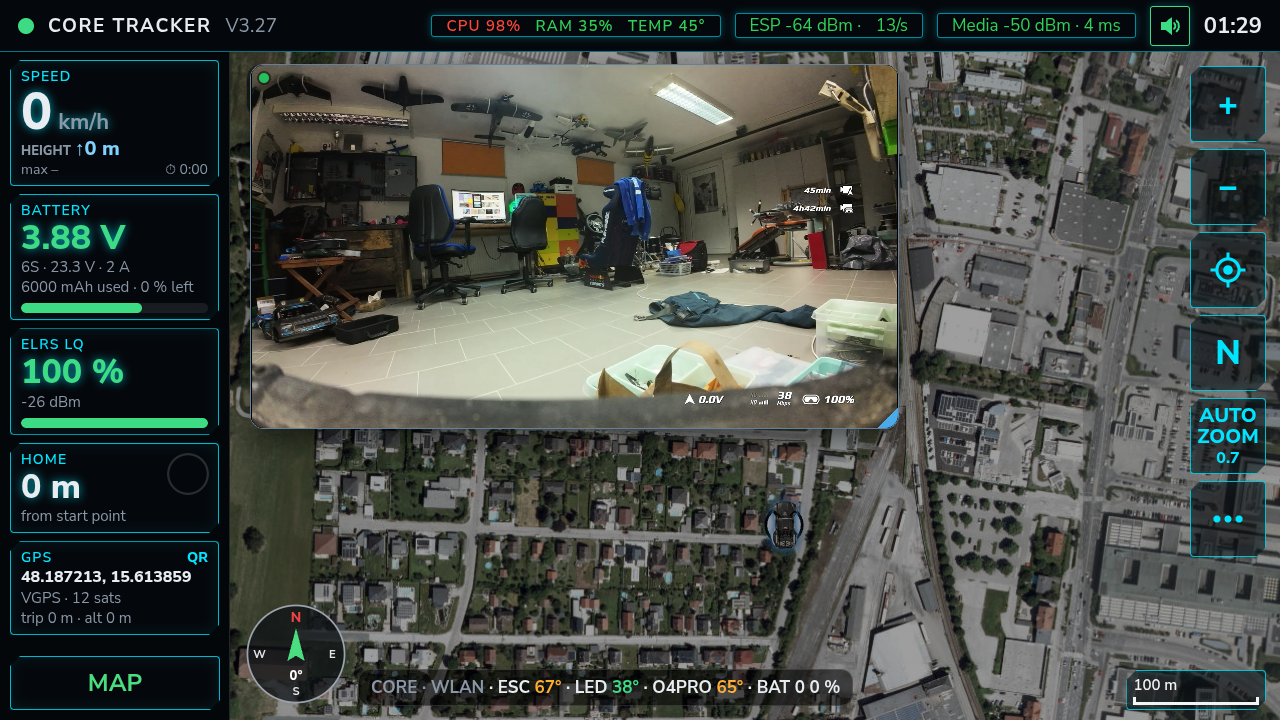 CORE TRACKER V3.27
CPU 98% RAM 35% TEMP 45°
ESP -64 dBm · 13/s
Media -50 dBm · 4 ms
01:29
SPEED
0 km/h
HEIGHT ↑0 m
max – ⏱ 0:00
BATTERY
3.88 V
6S · 23.3 V · 2 A
6000 mAh used · 0 % left
ELRS LQ
100 %
-26 dBm
HOME
0 m
from start point
GPS QR
48.187213, 15.613859
VGPS · 12 sats
trip 0 m · alt 0 m
MAP
45min
4h42min
0.0V
38
Mbps
100%
+
−
N
AUTO
ZOOM
0.7
•••
N
W E
0°
S
CORE · WLAN · ESC 67° · LED 38° · O4PRO 65° · BAT 0 0 %
100 m